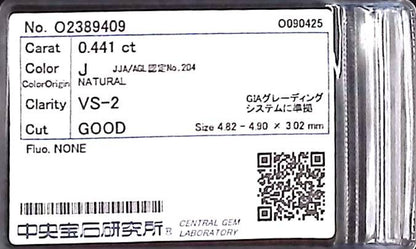 No. O2389409 O090425
Carat 0.441 ct
Color J JJA/AGL認定No.204
ColorOrigin NATURAL
Clarity VS-2 GIAグレーディング
システムに準拠
Cut GOOD Size 4.82 - 4.90 × 3.02 mm
Fluo. NONE
中央宝石研究所® CENTRAL GEM
LABORATORY